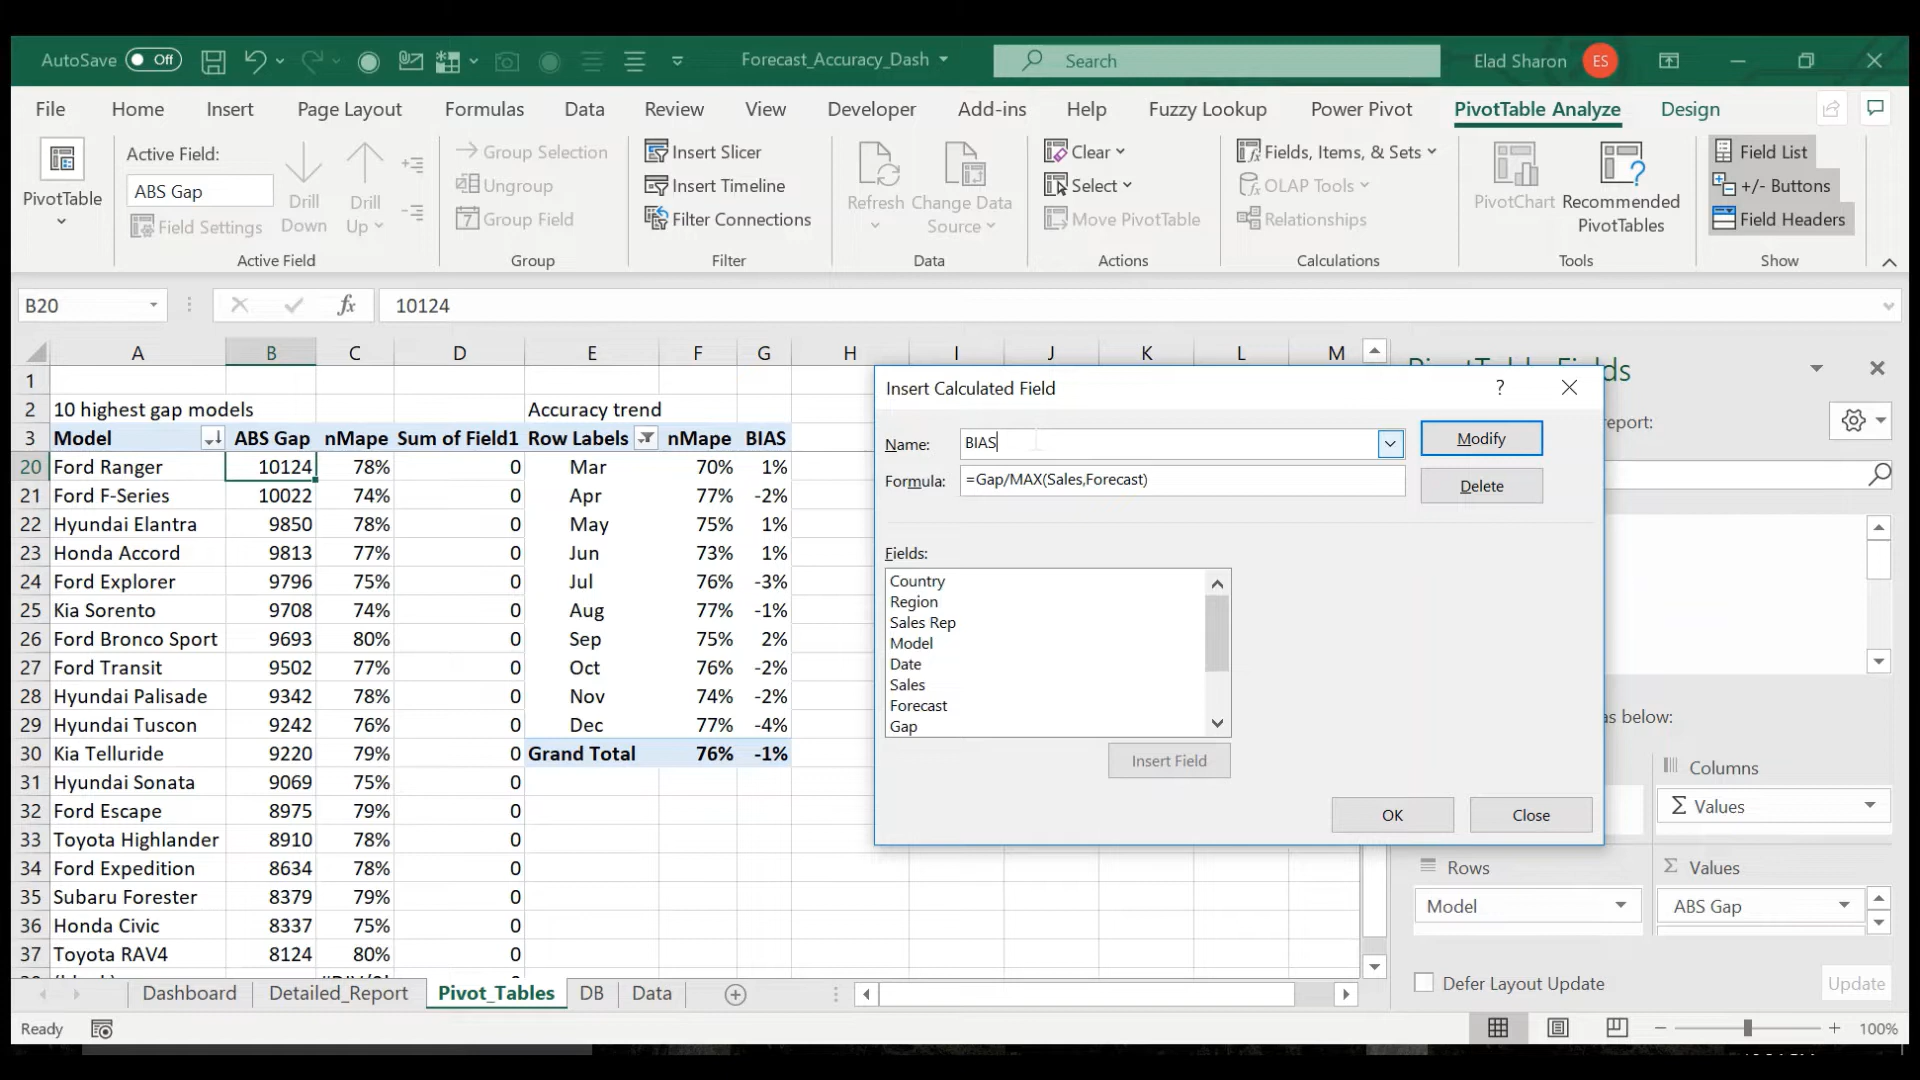 AutoSave Off Forecast_Accuracy_Dash Search Elad Sharon ES
File Home Insert Page Layout Formulas Data Review View Developer Add-ins Help Fuzzy Lookup Power Pivot PivotTable Analyze Design
PivotTable
Active Field:
ABS Gap
Field Settings
Drill Down
Drill Up
Active Field
Group Selection
Ungroup
Group Field
Group
Insert Slicer
Insert Timeline
Filter Connections
Filter
Refresh
Change Data Source
Data
Clear
Select
Move PivotTable
Actions
Fields, Items, & Sets
OLAP Tools
Relationships
Calculations
PivotChart
Recommended PivotTables
Tools
Field List
+/- Buttons
Field Headers
Show
B20 fx 10124
A B C D E F G H I J K L M
1
2 10 highest gap models Accuracy trend
3 Model ABS Gap nMape Sum of Field1 Row Labels nMape BIAS
20 Ford Ranger 10124 78% 0 Mar 70% 1%
21 Ford F-Series 10022 74% 0 Apr 77% -2%
22 Hyundai Elantra 9850 78% 0 May 75% 1%
23 Honda Accord 9813 77% 0 Jun 73% 1%
24 Ford Explorer 9796 75% 0 Jul 76% -3%
25 Kia Sorento 9708 74% 0 Aug 77% -1%
26 Ford Bronco Sport 9693 80% 0 Sep 75% 2%
27 Ford Transit 9502 77% 0 Oct 76% -2%
28 Hyundai Palisade 9342 78% 0 Nov 74% -2%
29 Hyundai Tuscon 9242 76% 0 Dec 77% -4%
30 Kia Telluride 9220 79% 0 Grand Total 76% -1%
31 Hyundai Sonata 9069 75% 0
32 Ford Escape 8975 79% 0
33 Toyota Highlander 8910 78% 0
34 Ford Expedition 8634 78% 0
35 Subaru Forester 8379 79% 0
36 Honda Civic 8337 75% 0
37 Toyota RAV4 8124 80% 0
Insert Calculated Field ?
Name: BIAS Modify
Formula: =Gap/MAX(Sales,Forecast) Delete
Fields:
Country
Region
Sales Rep
Model
Date
Sales
Forecast
Gap
Insert Field
OK Close
report:
as below:
Columns
Σ Values
Rows
Σ Values
Model
ABS Gap
Defer Layout Update Update
Dashboard Detailed_Report Pivot_Tables DB Data
Ready 100%